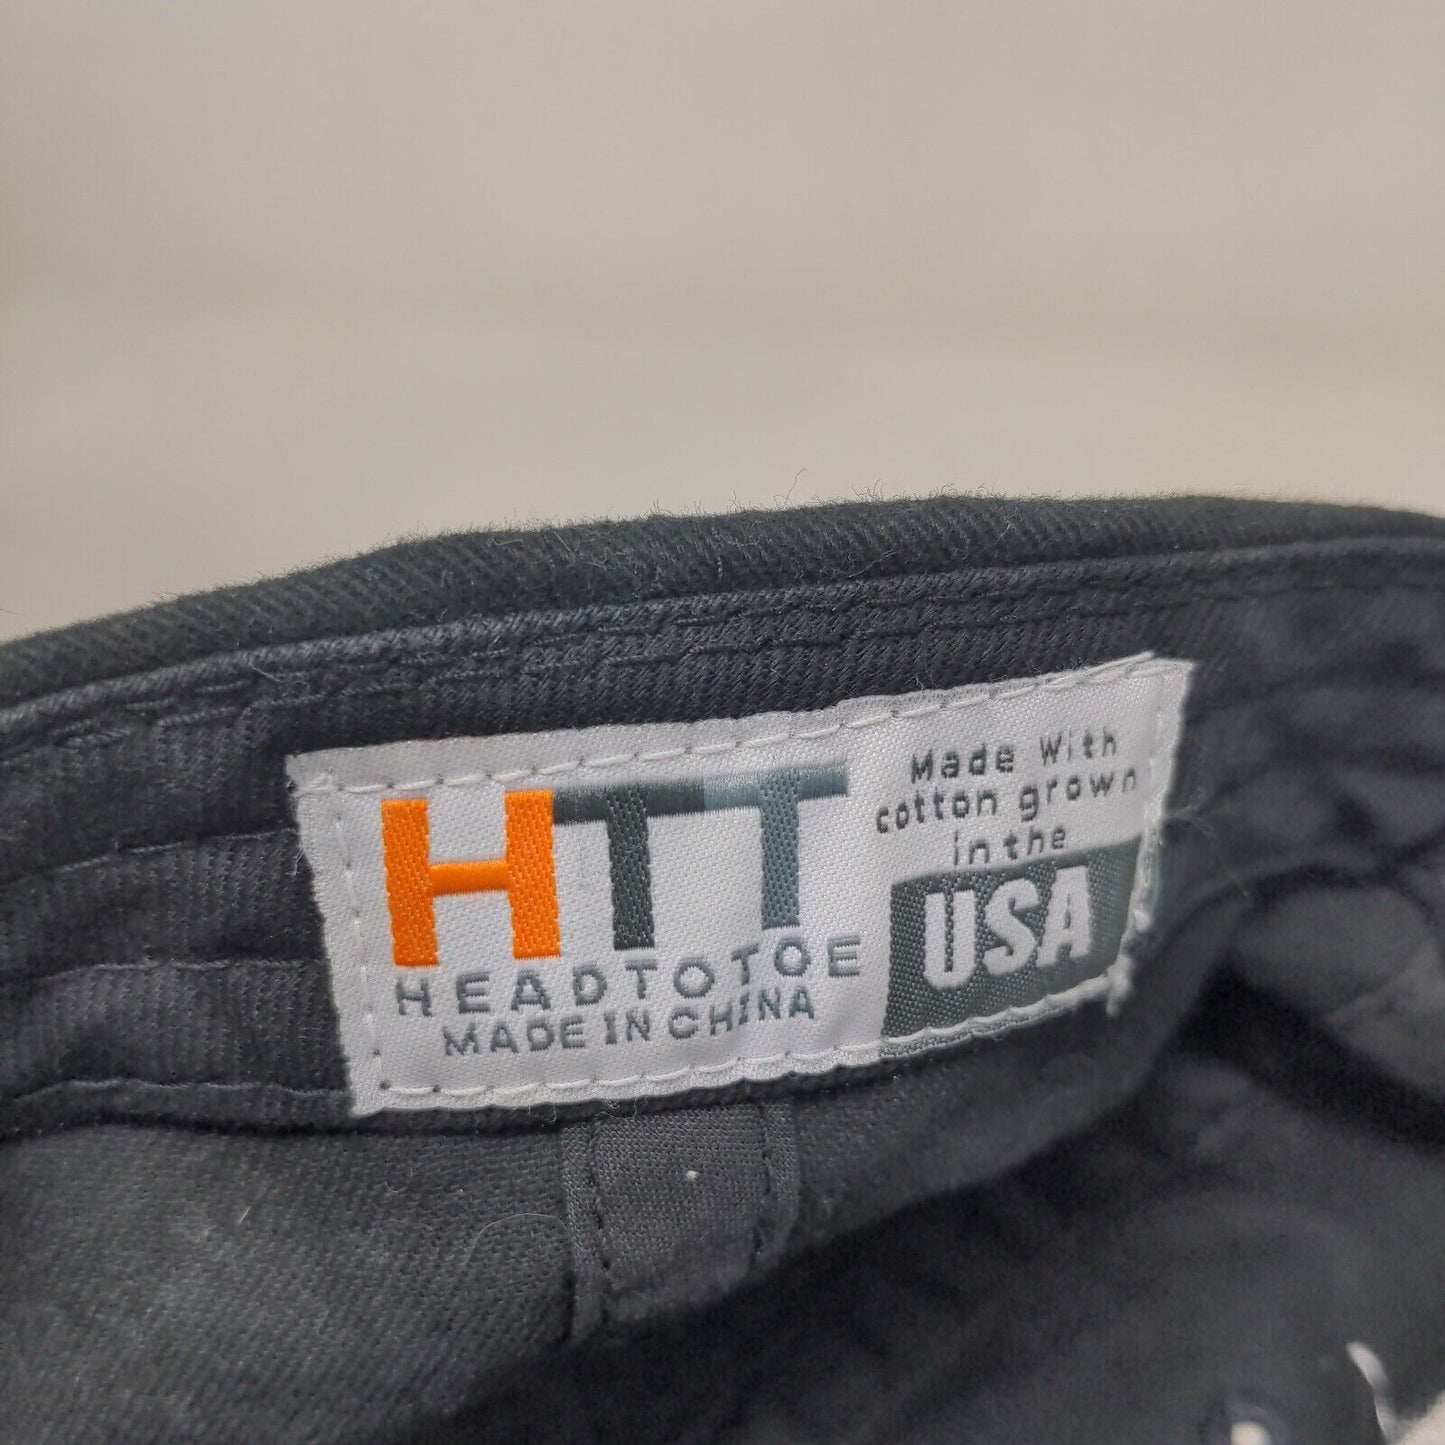 HTT
HEADTOTOE
MADE IN CHINA
Made With
cotton grown
in the
USA